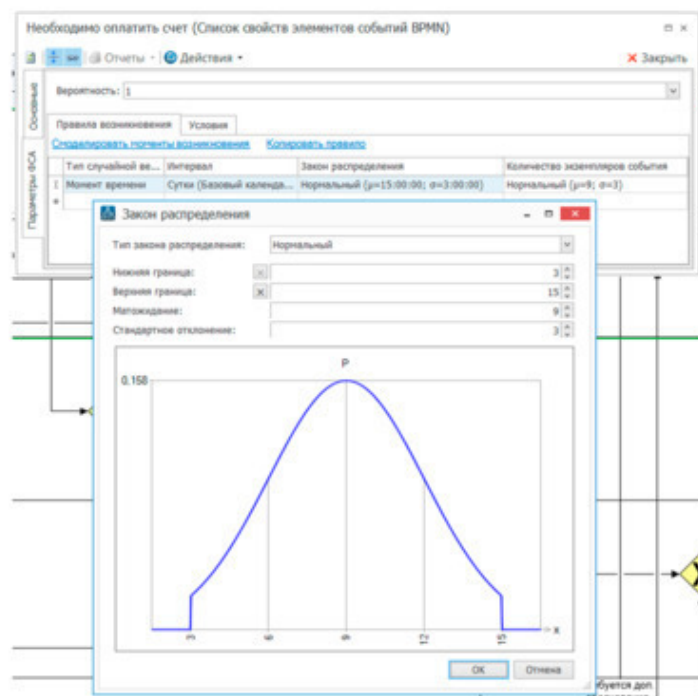 Необходимо оплатить счет (Список свойств элементов событий BPMN)
Отчеты Действия Закрыть
Основные
Параметры ФСА
Вероятность: 1
Правила возникновения Условия
Смоделировать моменты возникновения Копировать правило
Тип случайной ве... Интервал Закон распределения Количество экземпляров события
Момент времени Сутки (Базовый календа... Нормальный (μ=15:00:00; σ=3:00:00) Нормальный (μ=9; σ=3)
Закон распределения
Тип закона распределения: Нормальный
Нижняя граница: 3
Верхняя граница: 15
Матожидание: 9
Стандартное отклонение: 3
P
0.158
3 6 9 12 15 x
OK Отмена
буется доп.